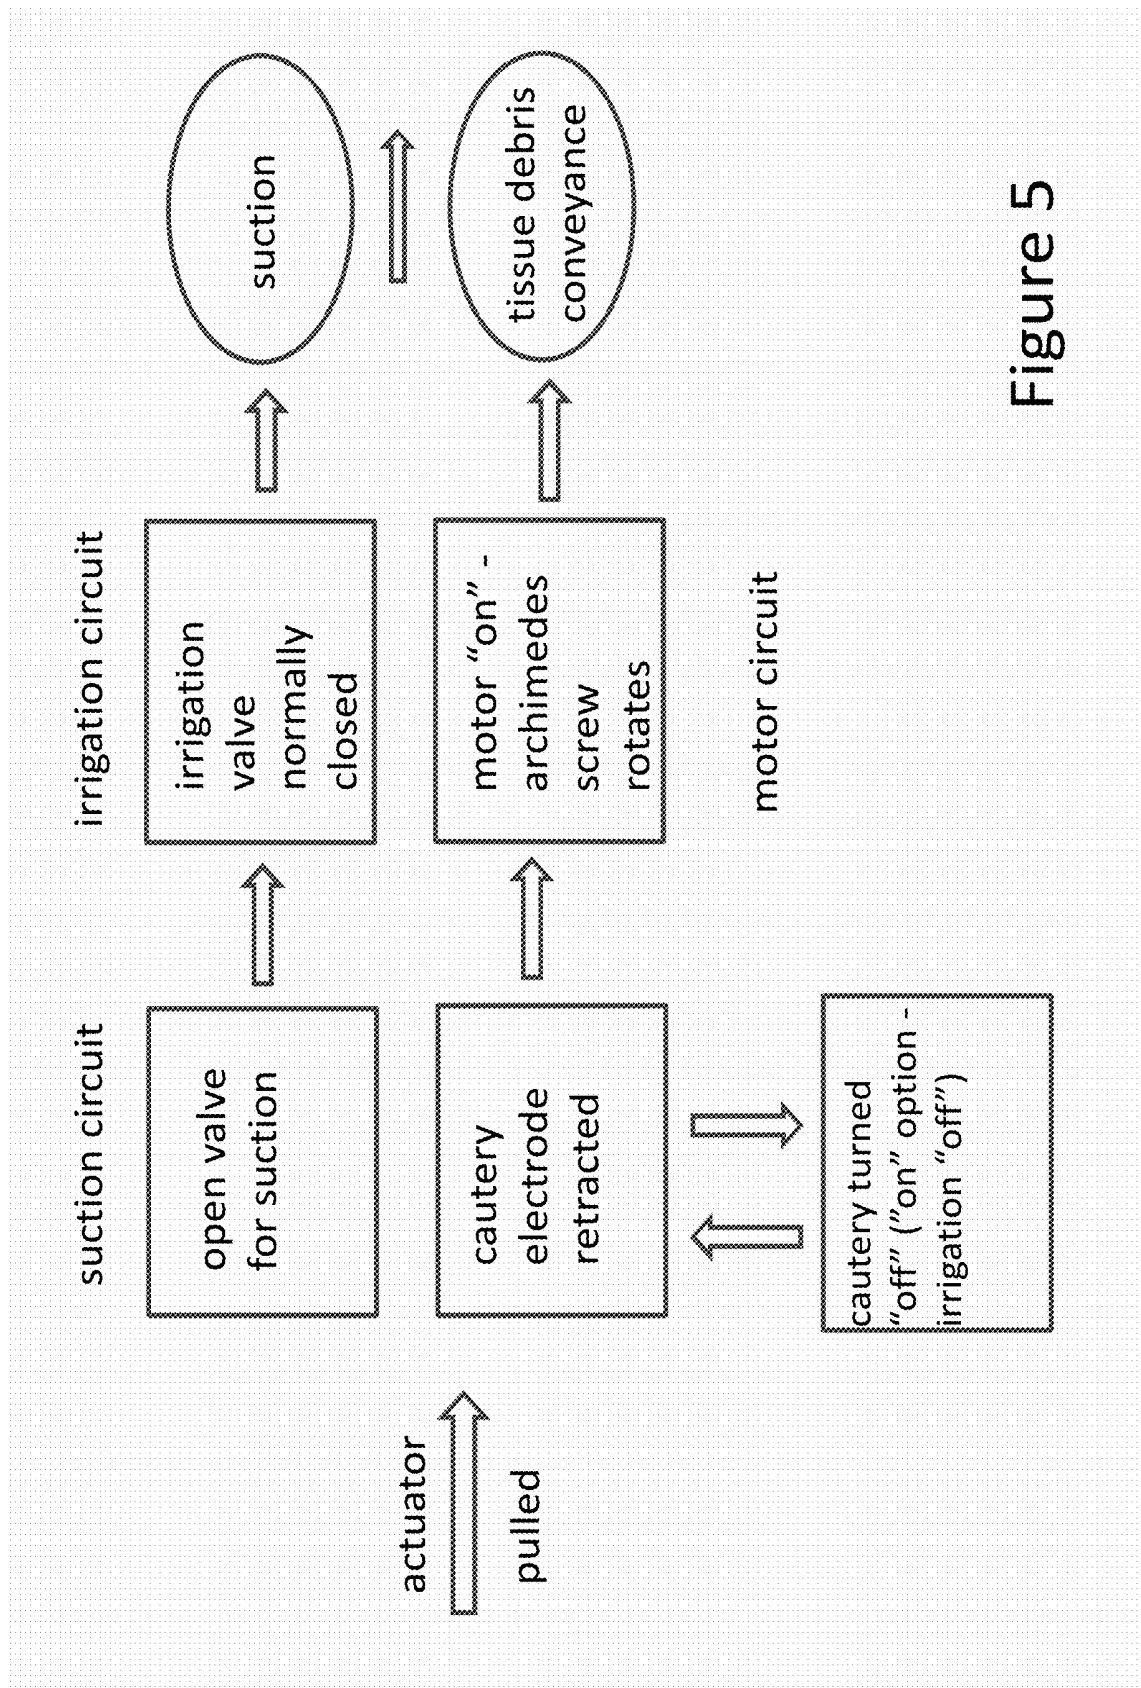 suction circuit
irrigation circuit
open valve
for suction
irrigation
valve
normally
closed
suction
actuator
pulled
cautery
electrode
retracted
motor “on” -
archimedes
screw
rotates
tissue debris
conveyance
motor circuit
cautery turned
“off” (”on” option -
irrigation “off”)
Figure 5